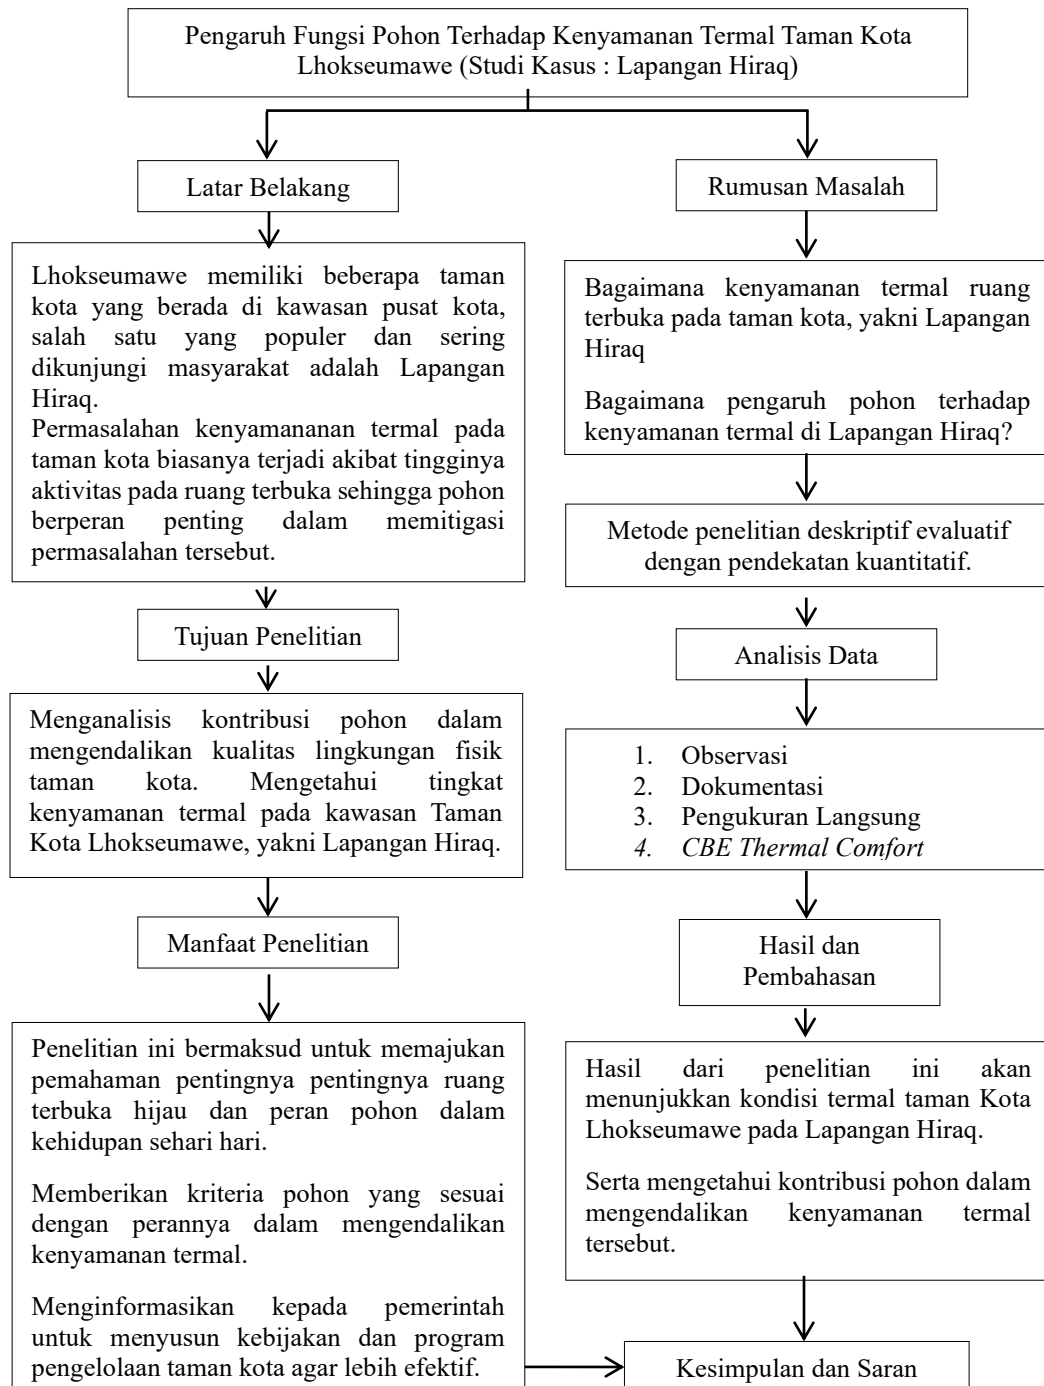 Pengaruh Fungsi Pohon Terhadap Kenyamanan Termal Taman Kota
Lhokseumawe (Studi Kasus : Lapangan Hiraq)
Latar Belakang
Lhokseumawe memiliki beberapa taman
kota yang berada di kawasan pusat kota,
salah satu yang populer dan sering
dikunjungi masyarakat adalah Lapangan
Hiraq.
Permasalahan kenyamananan termal pada
taman kota biasanya terjadi akibat tingginya
aktivitas pada ruang terbuka sehingga pohon
berperan penting dalam memitigasi
permasalahan tersebut.
Tujuan Penelitian
Menganalisis kontribusi pohon dalam
mengendalikan kualitas lingkungan fisik
taman kota. Mengetahui tingkat
kenyamanan termal pada kawasan Taman
Kota Lhokseumawe, yakni Lapangan Hiraq.
Manfaat Penelitian
Penelitian ini bermaksud untuk memajukan
pemahaman pentingnya pentingnya ruang
terbuka hijau dan peran pohon dalam
kehidupan sehari hari.
Memberikan kriteria pohon yang sesuai
dengan perannya dalam mengendalikan
kenyamanan termal.
Menginformasikan kepada pemerintah
untuk menyusun kebijakan dan program
pengelolaan taman kota agar lebih efektif.
Rumusan Masalah
Bagaimana kenyamanan termal ruang
terbuka pada taman kota, yakni Lapangan
Hiraq
Bagaimana pengaruh pohon terhadap
kenyamanan termal di Lapangan Hiraq?
Metode penelitian deskriptif evaluatif
dengan pendekatan kuantitatif.
Analisis Data
1. Observasi
2. Dokumentasi
3. Pengukuran Langsung
4. CBE Thermal Comfort
Hasil dan
Pembahasan
Hasil dari penelitian ini akan
menunjukkan kondisi termal taman Kota
Lhokseumawe pada Lapangan Hiraq.
Serta mengetahui kontribusi pohon dalam
mengendalikan kenyamanan termal
tersebut.
Kesimpulan dan Saran